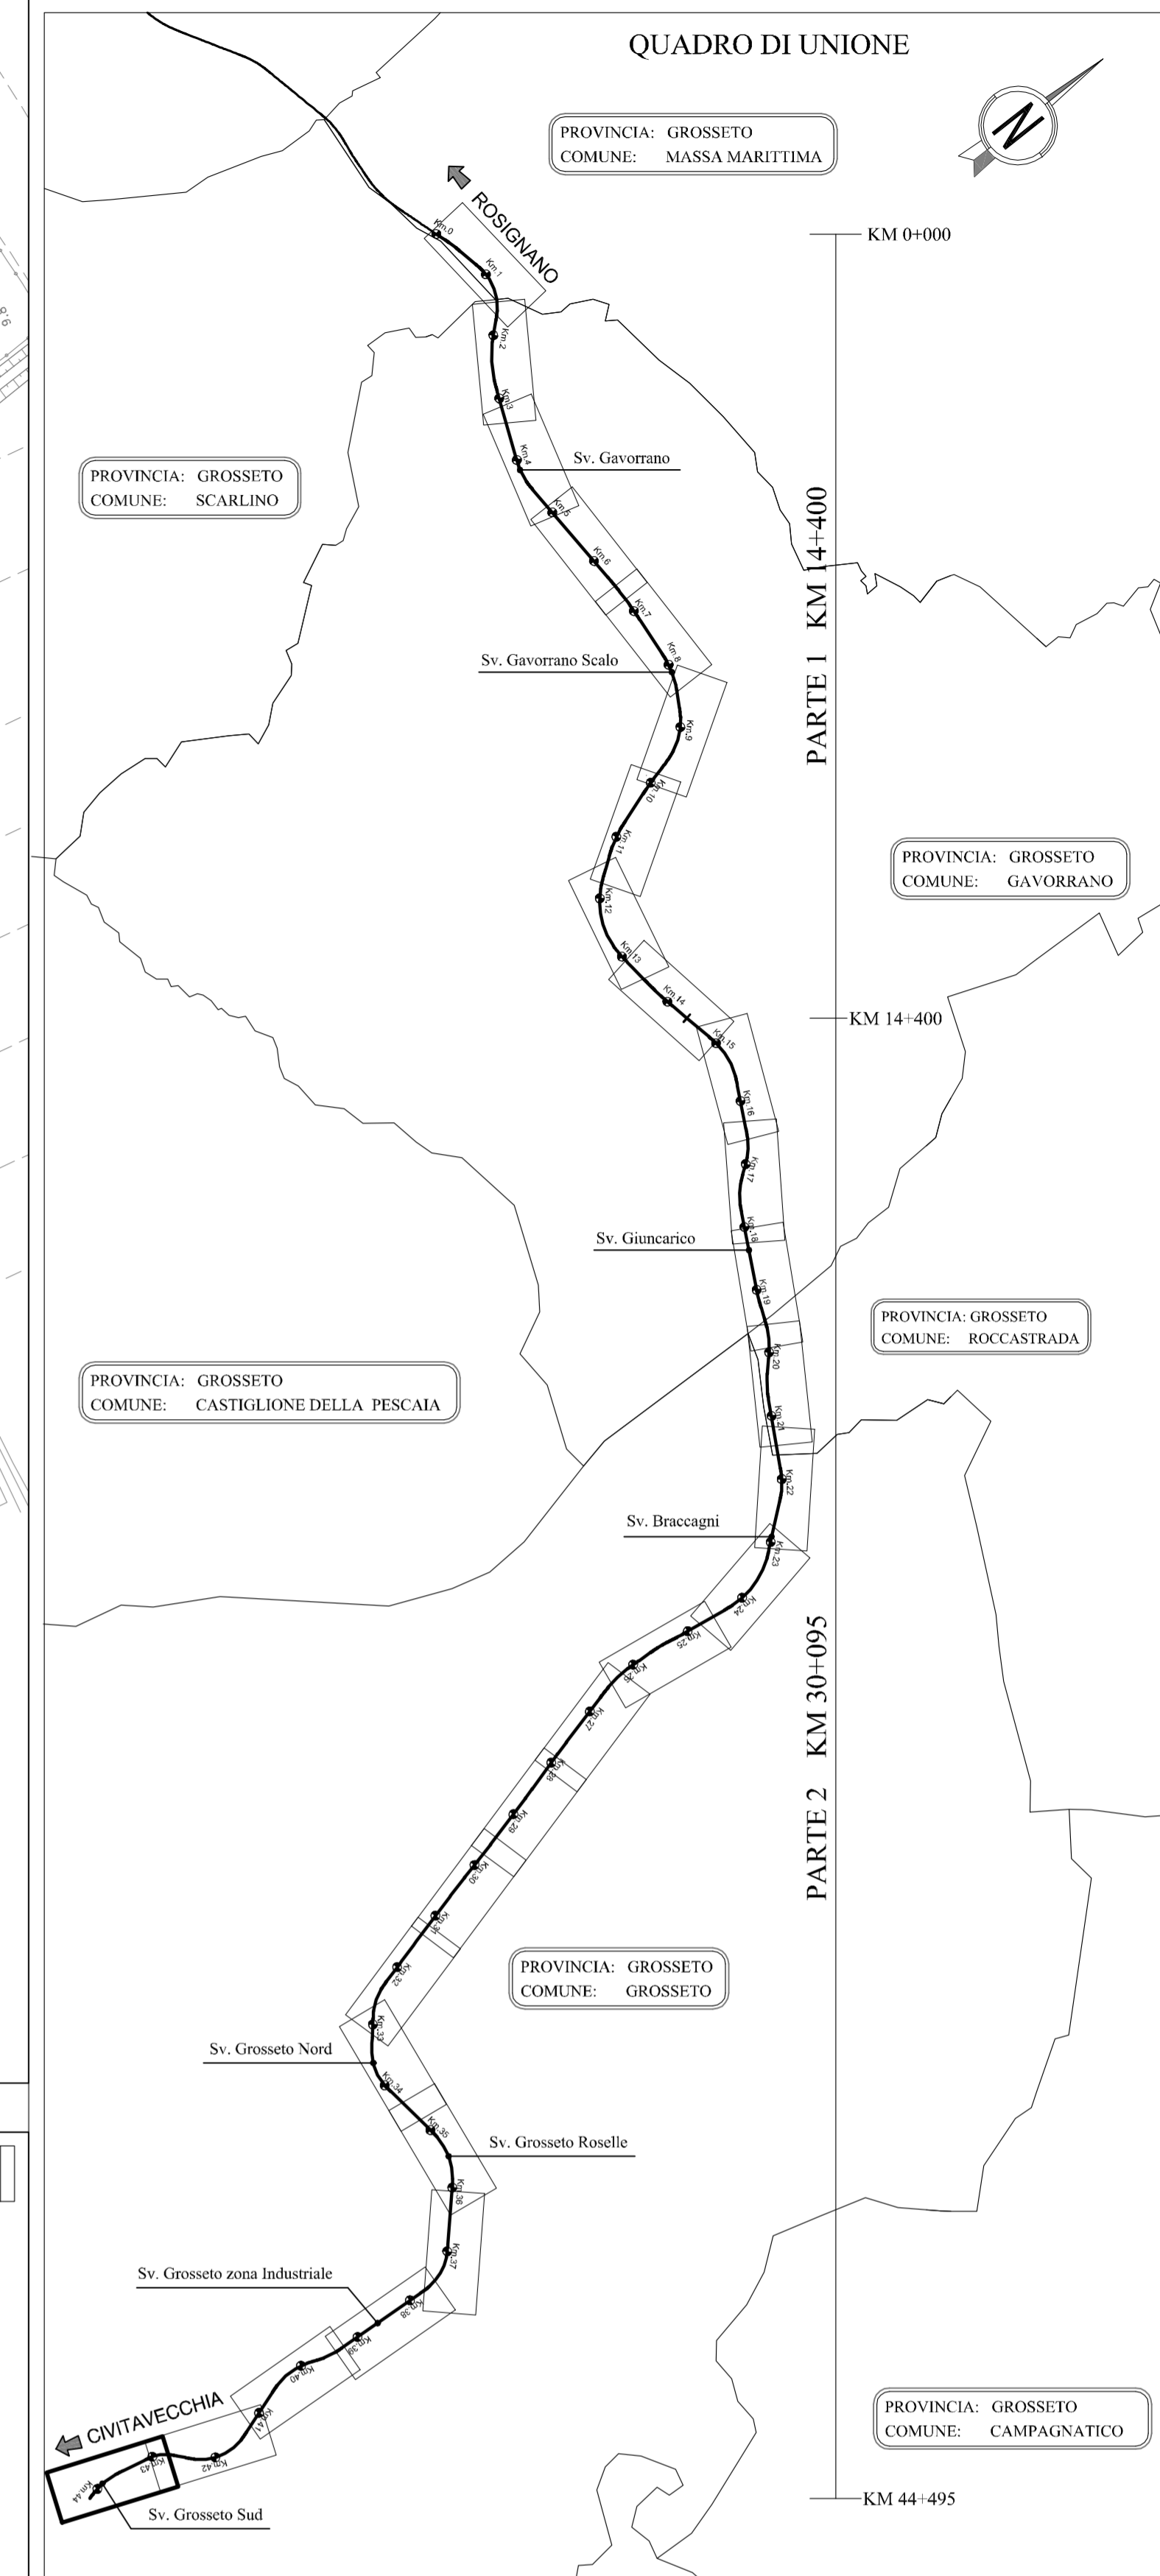 QUADRO DI UNIONE
N
PROVINCIA: GROSSETO
COMUNE: MASSA MARITTIMA
ROSIGNANO
KM 0+000
Km.0
Km.1
Km.2
Km.3
Km.4
Sv. Gavorrano
PROVINCIA: GROSSETO
COMUNE: SCARLINO
Km.5
Km.6
Km.7
PARTE 1 KM 14+400
Km.8
Sv. Gavorrano Scalo
Km.9
Km.10
Km.11
PROVINCIA: GROSSETO
COMUNE: GAVORRANO
Km.12
Km.13
Km.14
KM 14+400
Km.15
Km.16
Km.17
Km.18
Sv. Giuncarico
Km.19
PROVINCIA: GROSSETO
COMUNE: ROCCASTRADA
Km.20
PROVINCIA: GROSSETO
COMUNE: CASTIGLIONE DELLA PESCAIA
Km.21
Km.22
Sv. Braccagni
Km.23
Km.24
Km.25
Km.26
PARTE 2 KM 30+095
Km.27
Km.28
Km.29
Km.30
Km.31
Km.32
PROVINCIA: GROSSETO
COMUNE: GROSSETO
Km.33
Sv. Grosseto Nord
Km.34
Km.35
Sv. Grosseto Roselle
Km.36
Km.37
Sv. Grosseto zona Industriale
Km.38
Km.39
Km.40
Km.41
CIVITAVECCHIA
Km.42
Km.43
Km.44
Sv. Grosseto Sud
PROVINCIA: GROSSETO
COMUNE: CAMPAGNATICO
KM 44+495